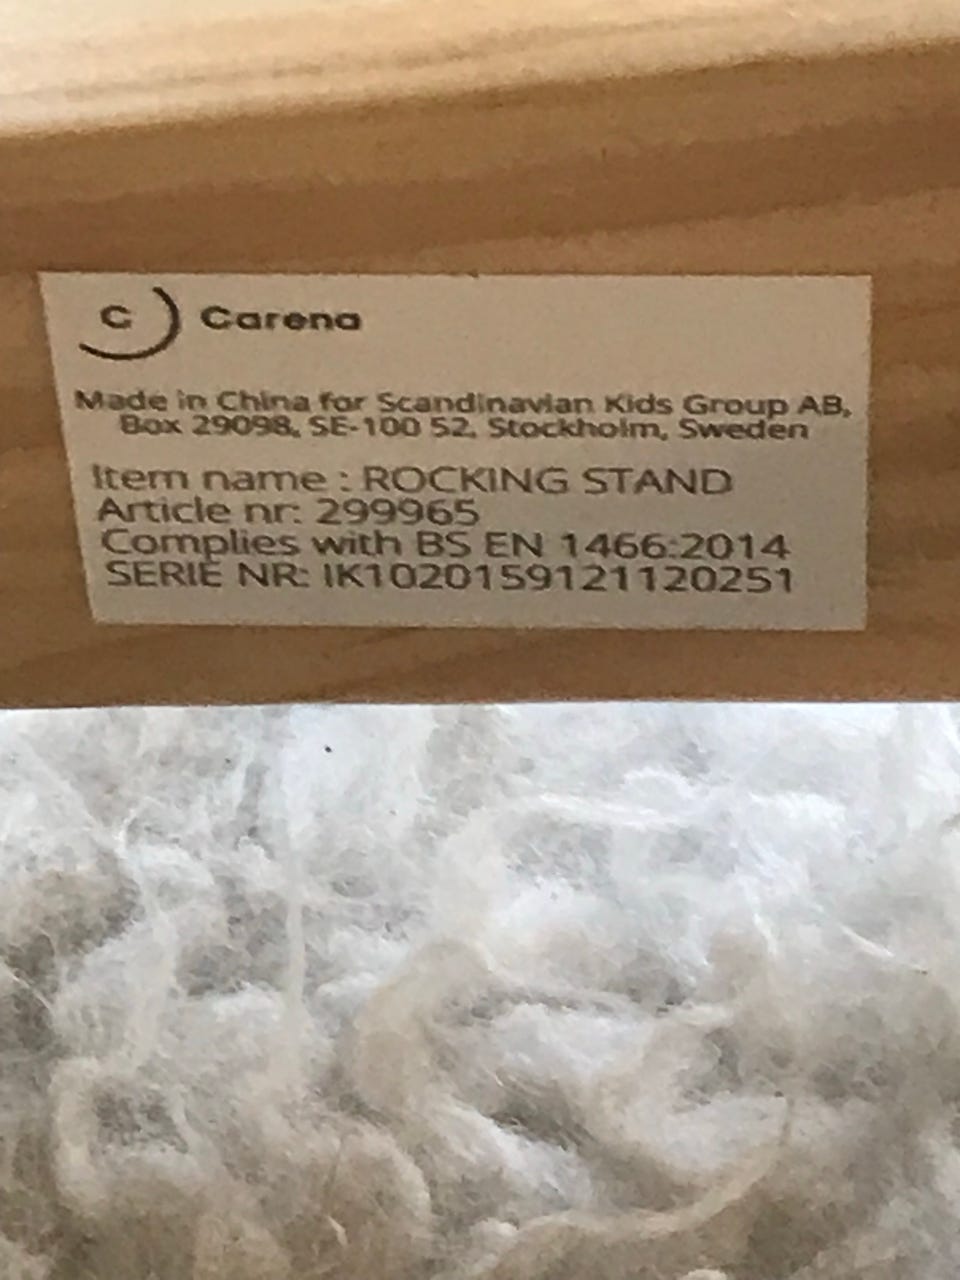 C Carena
Made in China for Scandinavian Kids Group AB,
Box 29098, SE-100 52, Stockholm, Sweden
Item name : ROCKING STAND
Article nr: 299965
Complies with BS EN 1466:2014
SERIE NR: IK1020159121120251